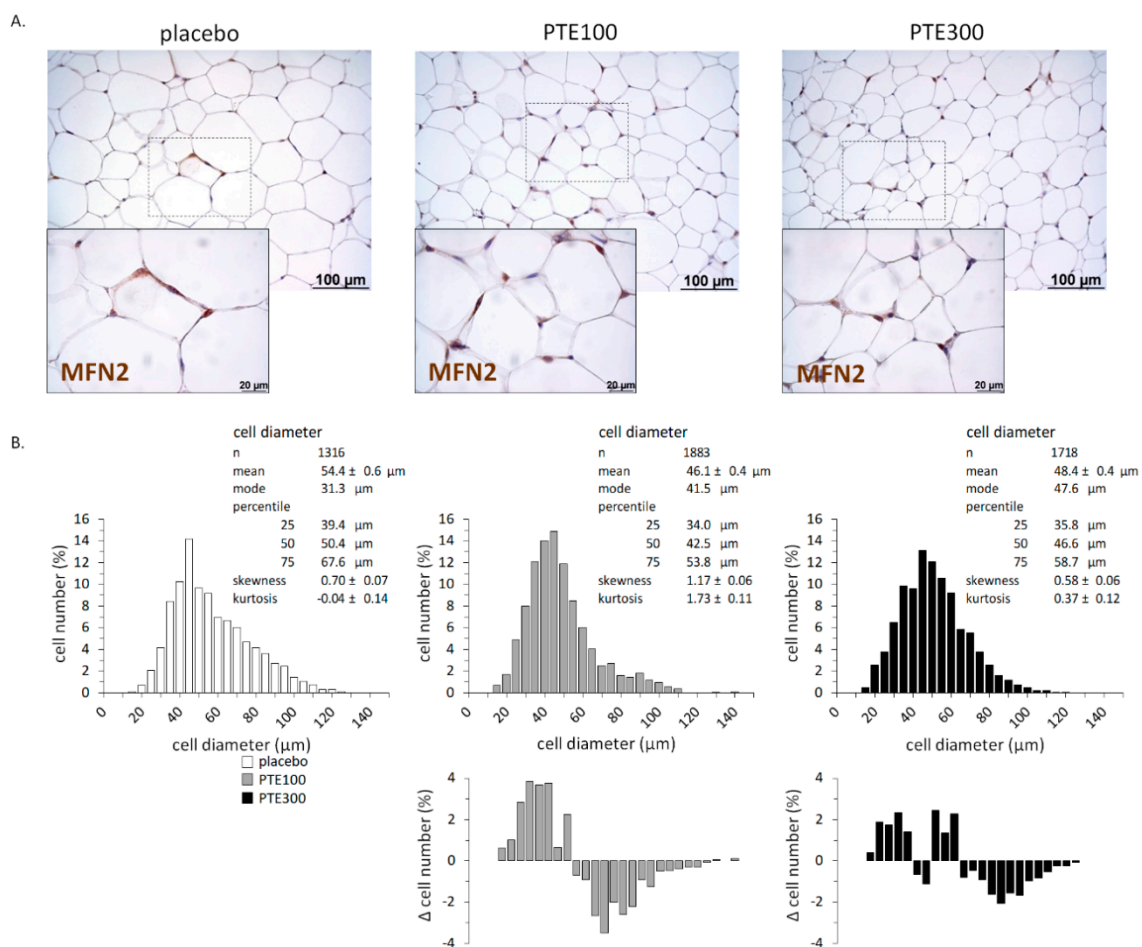 A.
placebo
PTE100
PTE300
100 µm
100 µm
100 µm
MFN2
20 µm
MFN2
20 µm
MFN2
20 µm
B.
cell diameter
n 1316
mean 54.4 ± 0.6 µm
mode 31.3 µm
percentile
25 39.4 µm
50 50.4 µm
75 67.6 µm
skewness 0.70 ± 0.07
kurtosis -0.04 ± 0.14
cell number (%)
16
14
12
10
8
6
4
2
0
0 20 40 60 80 100 120 140
cell diameter (µm)
placebo
PTE100
PTE300
cell diameter
n 1883
mean 46.1 ± 0.4 µm
mode 41.5 µm
percentile
25 34.0 µm
50 42.5 µm
75 53.8 µm
skewness 1.17 ± 0.06
kurtosis 1.73 ± 0.11
cell number (%)
16
14
12
10
8
6
4
2
0
0 20 40 60 80 100 120 140
cell diameter (µm)
cell diameter
n 1718
mean 48.4 ± 0.4 µm
mode 47.6 µm
percentile
25 35.8 µm
50 46.6 µm
75 58.7 µm
skewness 0.58 ± 0.06
kurtosis 0.37 ± 0.12
cell number (%)
16
14
12
10
8
6
4
2
0
0 20 40 60 80 100 120 140
cell diameter (µm)
Δ cell number (%)
4
2
0
-2
-4
Δ cell number (%)
4
2
0
-2
-4